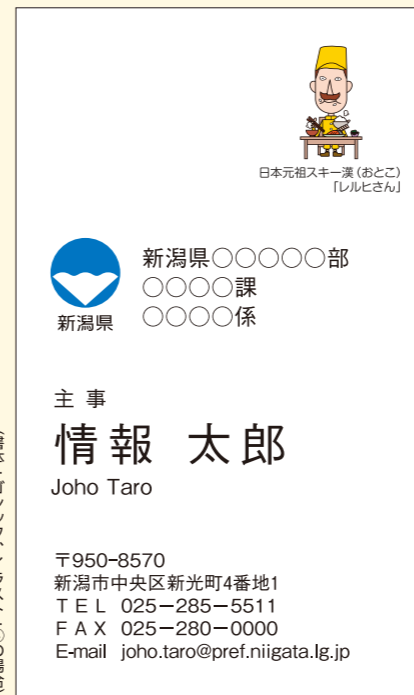 日本元祖スキー漢(おとこ)
「レルヒさん」
新潟県○○○○○部
○○○○課
○○○○係
新潟県
主 事
情報 太郎
Joho Taro
〒950-8570
新潟市中央区新光町4番地1
ＴＥＬ 025－285－5511
ＦＡＸ 025－280－0000
E-mail joho.taro@pref.niigata.lg.jp